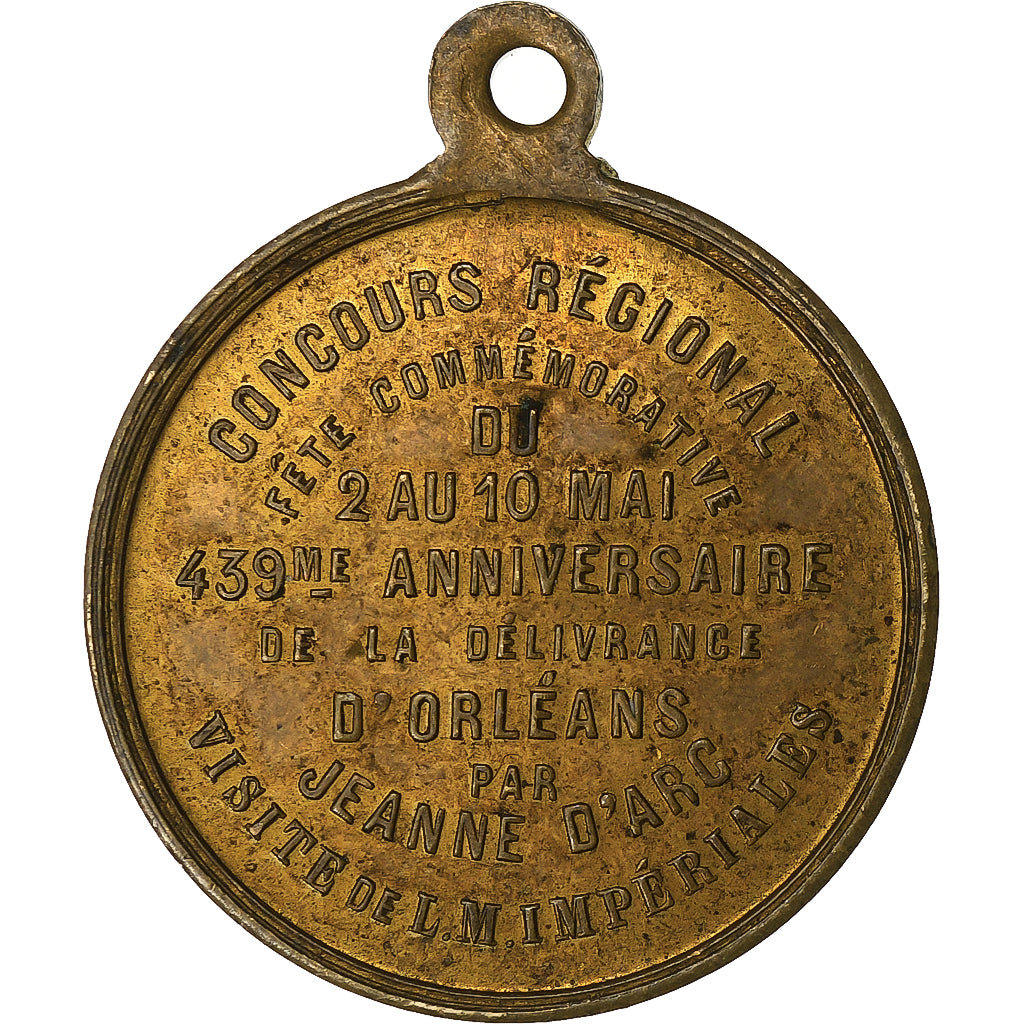 CONCOURS RÉGIONAL
FÊTE COMMÉMORATIVE
DU
2 AU 10 MAI
439ME ANNIVERSAIRE
DE LA DÉLIVRANCE
D'ORLÉANS
PAR
JEANNE D'ARC
VISITE DE L.M. IMPÉRIALES